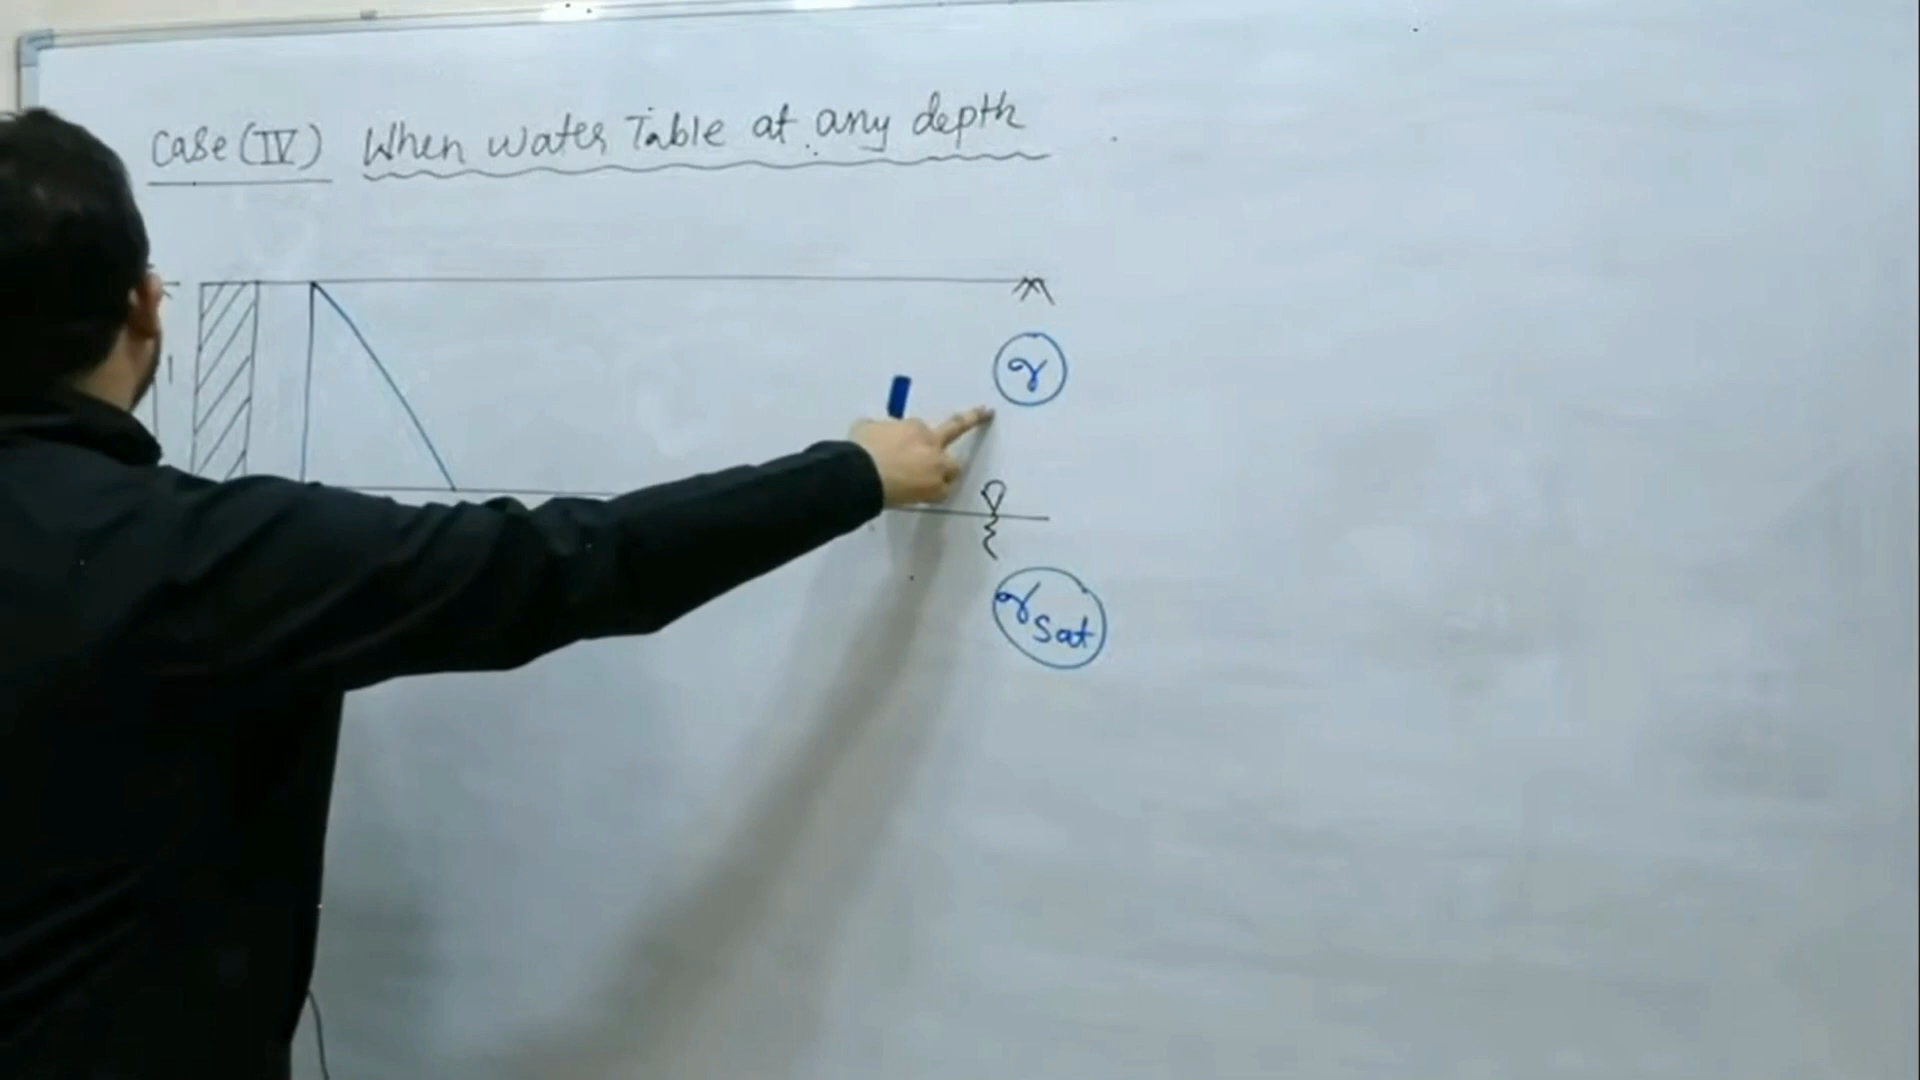 Case (IV) When water Table at any depth
γ
γsat